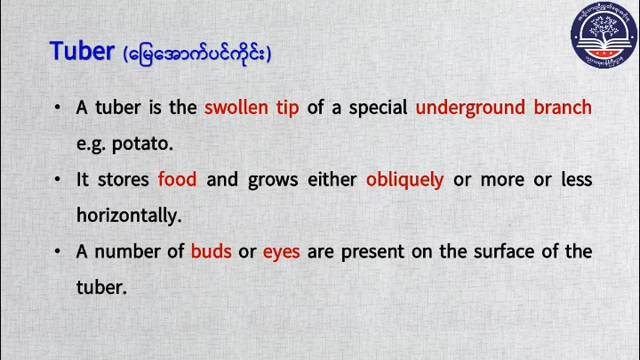 Tuber (မြေအောက်ပင်ကိုင်း)
• A tuber is the swollen tip of a special underground branch
e.g. potato.
• It stores food and grows either obliquely or more or less
horizontally.
• A number of buds or eyes are present on the surface of the
tuber.